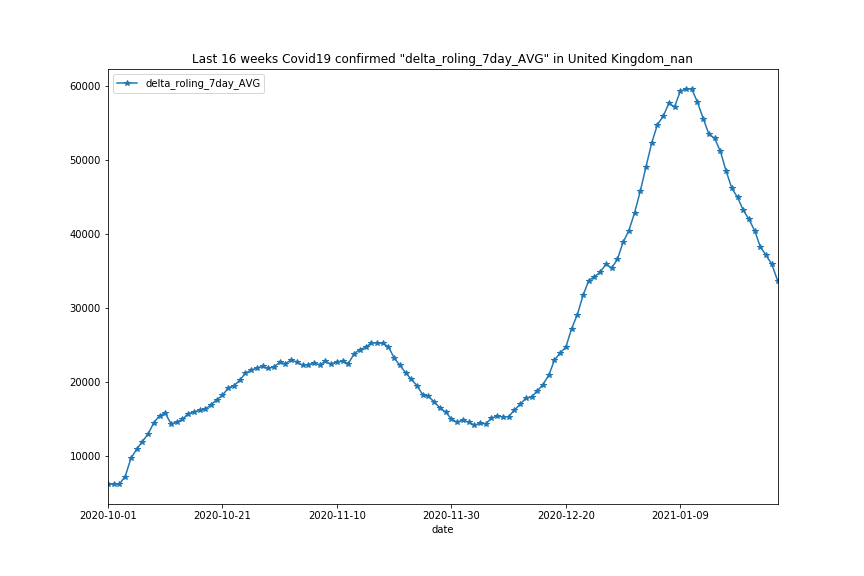 Last 16 weeks Covid19 confirmed "delta_roling_7day_AVG" in United Kingdom_nan
delta_roling_7day_AVG
60000
50000
40000
30000
20000
10000
2020-10-01 2020-10-21 2020-11-10 2020-11-30 2020-12-20 2021-01-09
date